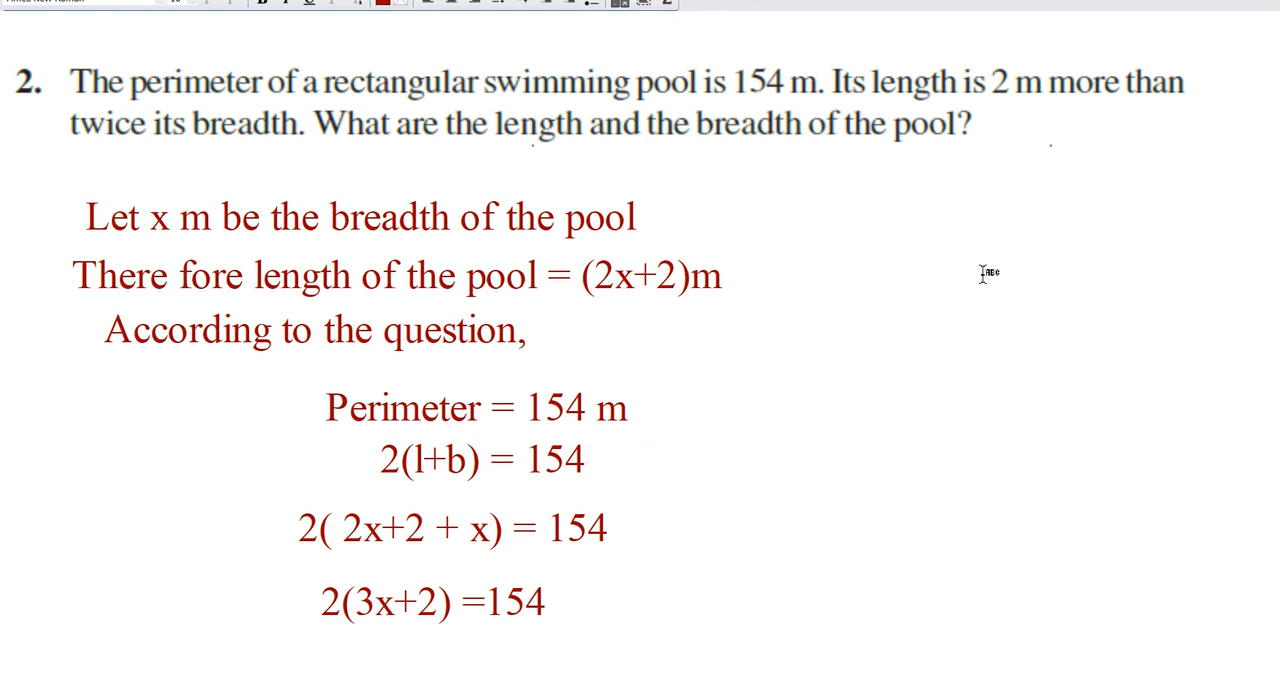 2. The perimeter of a rectangular swimming pool is 154 m. Its length is 2 m more than
twice its breadth. What are the length and the breadth of the pool?
Let x m be the breadth of the pool
There fore length of the pool = (2x+2)m
According to the question,
Perimeter = 154 m
2(l+b) = 154
2( 2x+2 + x) = 154
2(3x+2) =154